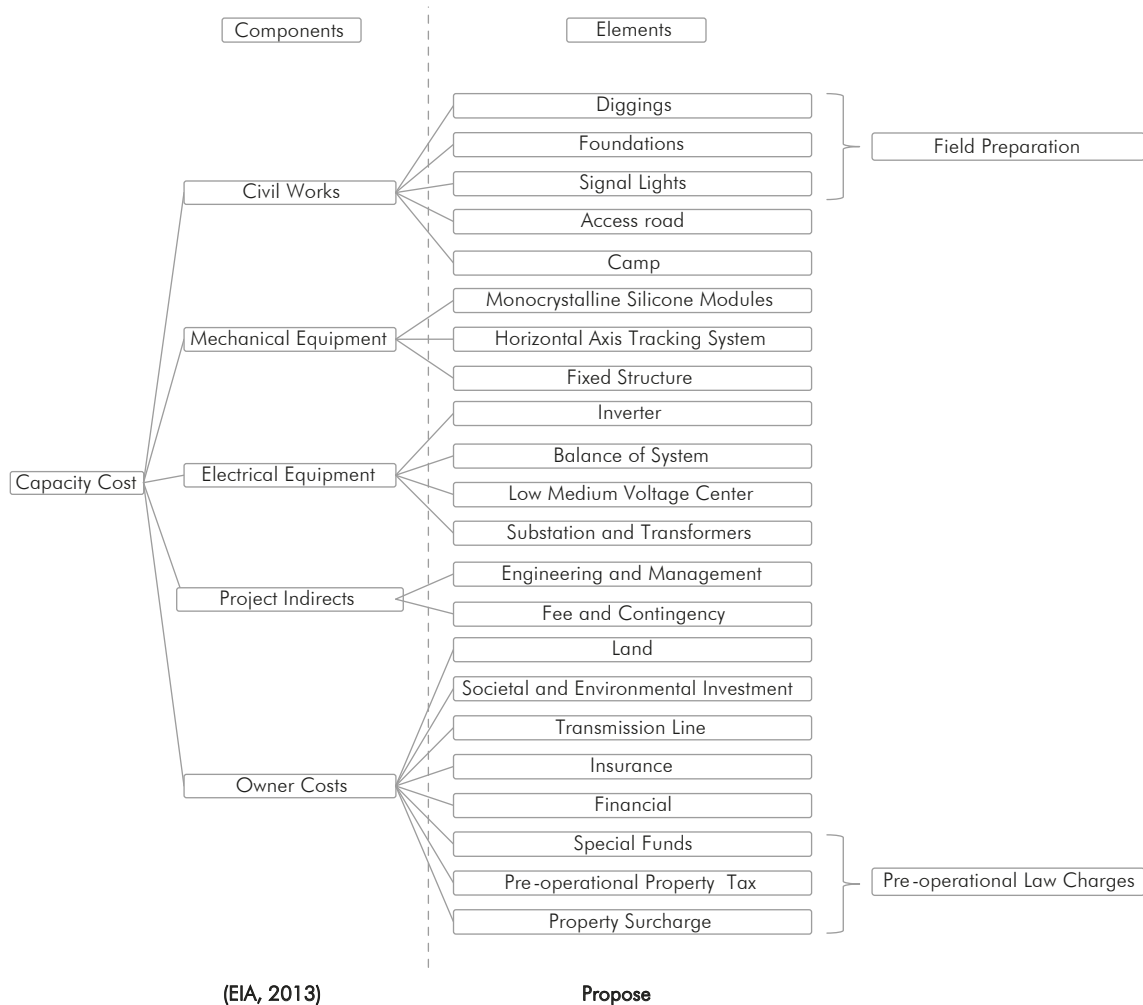 Components
Elements
Diggings
Foundations
Field Preparation
Signal Lights
Civil Works
Access road
Camp
Monocrystalline Silicone Modules
Mechanical Equipment
Horizontal Axis Tracking System
Fixed Structure
Inverter
Balance of System
Electrical Equipment
Capacity Cost
Low Medium Voltage Center
Substation and Transformers
Engineering and Management
Project Indirects
Fee and Contingency
Land
Societal and Environmental Investment
Transmission Line
Insurance
Owner Costs
Financial
Special Funds
Pre-operational Property Tax
Pre-operational Law Charges
Property Surcharge
(EIA, 2013)
Propose